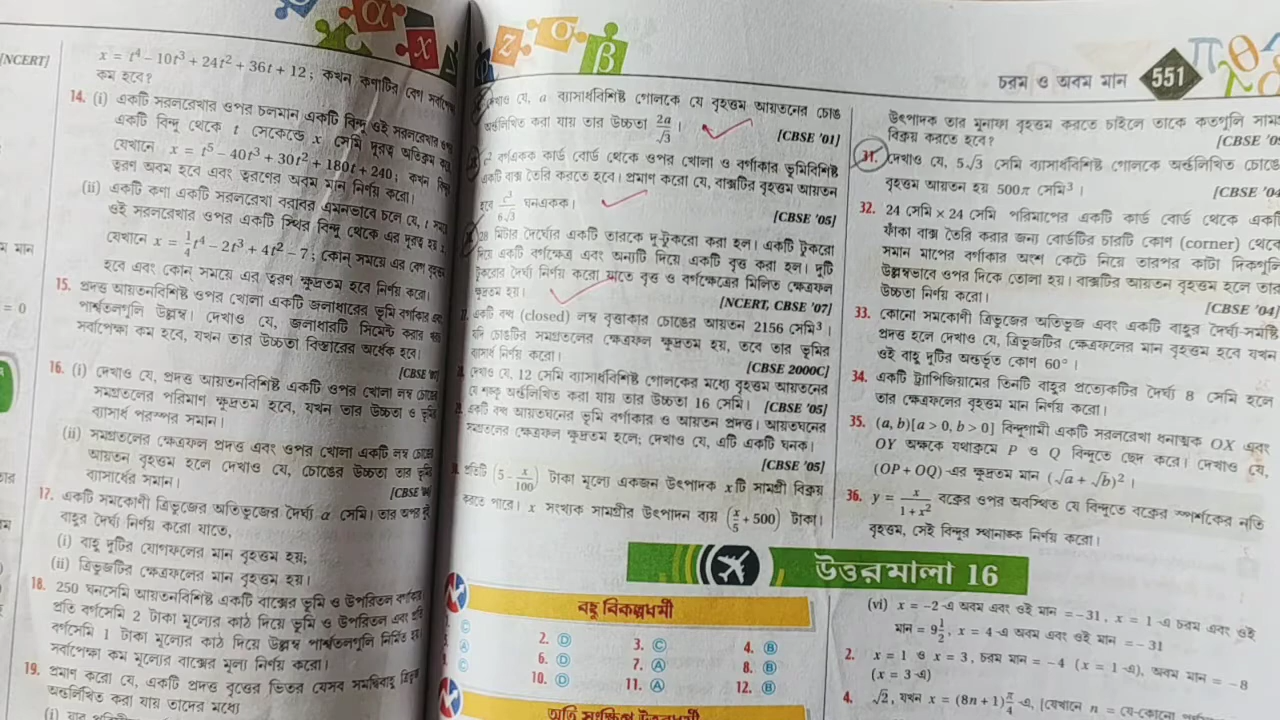 [NCERT]
x = t⁴ – 10t³ + 24t² + 36t + 12; কখন কণাটির বেগ
কম হবে?
14. (i) একটি সরলরেখার ওপর চলমান একটি বিন্দু ওই সরলরেখার
একটি বিন্দু থেকে t সেকেন্ডে x সেমি দূরত্ব অতিক্রম
যেখানে x = t⁵ – 40t³ + 30t² + 180t + 240; কখন
ত্বরণ অবম হবে এবং ত্বরণের অবম মান নির্ণয় করো।
(ii) একটি কণা একটি সরলরেখা বরাবর এমনভাবে চলে যে, t
ওই সরলরেখার ওপর একটি স্থির বিন্দু থেকে এর দূরত্ব হয়
যেখানে x = 1/4 t⁴ – 2t³ + 4t² – 7; কোন সময়ে এর বেগ
হবে এবং কোন সময়ে এর ত্বরণ ক্ষুদ্রতম হবে নির্ণয় করো।
15. প্রদত্ত আয়তনবিশিষ্ট ওপর খোলা একটি জলাধারের ভূমি বর্গাকার এবং
পার্শ্বতলগুলি উল্লম্ব। দেখাও যে, জলাধারটি সিমেন্ট করার খরচ
সর্বাপেক্ষা কম হবে, যখন তার উচ্চতা বিস্তারের অর্ধেক হবে।
16. (i) দেখাও যে, প্রদত্ত আয়তনবিশিষ্ট একটি ওপর খোলা লম্ব চোঙের
সমগ্রতলের পরিমাণ ক্ষুদ্রতম হবে, যখন তার উচ্চতা ও ভূমির
ব্যাসার্ধ পরস্পর সমান।
(ii) সমগ্রতলের ক্ষেত্রফল প্রদত্ত এবং ওপর খোলা একটি লম্ব চোঙের
আয়তন বৃহত্তম হলে দেখাও যে, চোঙের উচ্চতা তার ভূমির
ব্যাসার্ধের সমান।
17. একটি সমকোণী ত্রিভুজের অতিভুজের দৈর্ঘ্য a সেমি। তার অপর দুই
বাহুর দৈর্ঘ্য নির্ণয় করো যাতে,
(i) বাহু দুটির যোগফলের মান বৃহত্তম হয়;
(ii) ত্রিভুজটির ক্ষেত্রফলের মান বৃহত্তম হয়।
18. 250 ঘনসেমি আয়তনবিশিষ্ট একটি বাক্সের ভূমি ও উপরিতল বর্গাকার
প্রতি বর্গসেমি 2 টাকা মূল্যের কাঠ দিয়ে ভূমি ও উপরিতল এবং প্রতি
বর্গসেমি 1 টাকা মূল্যের কাঠ দিয়ে উল্লম্ব পার্শ্বতলগুলি নির্মিত হয়।
সর্বাপেক্ষা কম মূল্যের বাক্সের মূল্য নির্ণয় করো।
19. প্রমাণ করো যে, একটি প্রদত্ত বৃত্তের ভিতর যেসব সমদ্বিবাহু ত্রিভুজ
অন্তর্লিখিত করা যায় তাদের মধ্যে
চরম ও অবম মান 551
দেখাও যে, a ব্যাসার্ধবিশিষ্ট গোলকে যে বৃহত্তম আয়তনের চোঙ
অন্তর্লিখিত করা যায় তার উচ্চতা 2a/√3।
[CBSE '01]
c² বর্গএকক কার্ড বোর্ড থেকে ওপর খোলা ও বর্গাকার ভূমিবিশিষ্ট
একটি বাক্স তৈরি করতে হবে। প্রমাণ করো যে, বাক্সটির বৃহত্তম আয়তন
হবে c³/6√3 ঘনএকক।
[CBSE '05]
28 মিটার দৈর্ঘ্যের একটি তারকে দু-টুকরো করা হল। একটি টুকরো
দিয়ে একটি বর্গক্ষেত্র এবং অন্যটি দিয়ে একটি বৃত্ত করা হল। দুটি
টুকরোর দৈর্ঘ্য নির্ণয় করো যাতে বৃত্ত ও বর্গক্ষেত্রের মিলিত ক্ষেত্রফল
ক্ষুদ্রতম হয়।
[NCERT, CBSE '07]
একটি বদ্ধ (closed) লম্ব বৃত্তাকার চোঙের আয়তন 2156 সেমি³।
যদি চোঙটির সমগ্রতলের ক্ষেত্রফল ক্ষুদ্রতম হয়, তবে তার ভূমির
ব্যাসার্ধ নির্ণয় করো।
[CBSE 2000C]
দেখাও যে, 12 সেমি ব্যাসার্ধবিশিষ্ট গোলকের মধ্যে বৃহত্তম আয়তনের
যে শঙ্কু অন্তর্লিখিত করা যায় তার উচ্চতা 16 সেমি। [CBSE '05]
একটি বদ্ধ আয়তঘনের ভূমি বর্গাকার ও আয়তন প্রদত্ত। আয়তঘনের
সমগ্রতলের ক্ষেত্রফল ক্ষুদ্রতম হলে; দেখাও যে, এটি একটি ঘনক।
[CBSE '05]
প্রতিটি (5 – x/100) টাকা মূল্যে একজন উৎপাদক x টি সামগ্রী বিক্রয়
করতে পারে। x সংখ্যক সামগ্রীর উৎপাদন ব্যয় (x/5 + 500) টাকা।
উৎপাদক তার মুনাফা বৃহত্তম করতে চাইলে তাকে কতগুলি
বিক্রয় করতে হবে?
31. দেখাও যে, 5√3 সেমি ব্যাসার্ধবিশিষ্ট গোলকে অন্তর্লিখিত চোঙের
বৃহত্তম আয়তন হয় 500π সেমি³।
32. 24 সেমি × 24 সেমি পরিমাপের একটি কার্ড বোর্ড থেকে একটি
ফাঁকা বাক্স তৈরি করার জন্য বোর্ডটির চারটি কোণ (corner) থেকে
সমান মাপের বর্গাকার অংশ কেটে নিয়ে তারপর কাটা দিকগুলি
উল্লম্বভাবে ওপর দিকে তোলা হয়। বাক্সটির আয়তন বৃহত্তম হলে তার
উচ্চতা নির্ণয় করো।
[CBSE '04]
33. কোনো সমকোণী ত্রিভুজের অতিভুজ এবং একটি বাহুর দৈর্ঘ্য-সমষ্টি
প্রদত্ত হলে দেখাও যে, ত্রিভুজটির ক্ষেত্রফলের মান বৃহত্তম হবে যখন
ওই বাহু দুটির অন্তর্ভূত কোণ 60°।
34. একটি ট্রাপিজিয়ামের তিনটি বাহুর প্রত্যেকটির দৈর্ঘ্য 8 সেমি হলে
তার ক্ষেত্রফলের বৃহত্তম মান নির্ণয় করো।
35. (a, b)[a > 0, b > 0] বিন্দুগামী একটি সরলরেখা ধনাত্মক OX এবং
OY অক্ষকে যথাক্রমে P ও Q বিন্দুতে ছেদ করে। দেখাও যে,
(OP + OQ) -এর ক্ষুদ্রতম মান (√a + √b)²।
36. y = x/1 + x² বক্রের ওপর অবস্থিত যে বিন্দুতে বক্রের স্পর্শকের নতি
বৃহত্তম, সেই বিন্দুর স্থানাঙ্ক নির্ণয় করো।
উত্তরমালা 16
বহু বিকল্পধর্মী
2. D 3. C 4. B
6. D 7. A 8. B
10. D 11. A 12. B
অতি সংক্ষিপ্ত উত্তরধর্মী
(vi) x = –2-এ অবম এবং ওই মান = –31, x = 1-এ চরম এবং ওই
মান = 9 1/2, x = 4-এ অবম এবং ওই মান = –31
2. x = 1 ও x = 3, চরম মান = –4 (x = 1-এ), অবম মান = –8
(x = 3-এ)
4. √2, যখন x = (8n + 1)π/4-এ, [যেখানে n =